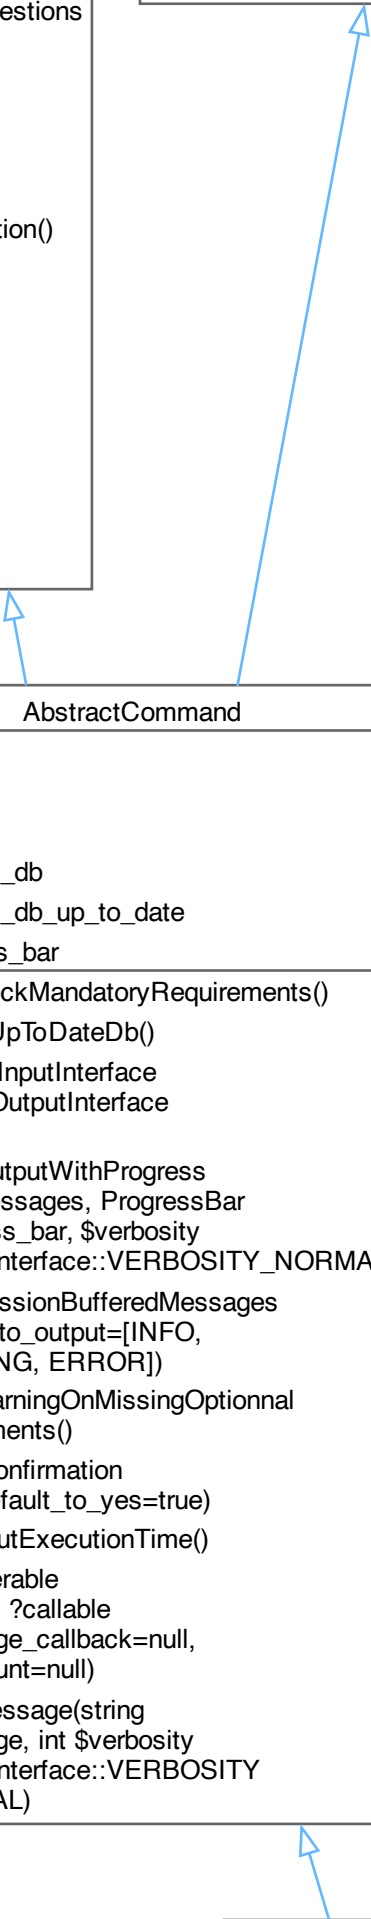 estions
tion()
AbstractCommand
_db
_db_up_to_date
s_bar
ckMandatoryRequirements()
UpToDateDb()
InputInterface
OutputInterface
utputWithProgress
essages, ProgressBar
ss_bar, $verbosity
nterface::VERBOSITY_NORMA
ssionBufferedMessages
to_output=[INFO,
NG, ERROR])
arningOnMissingOptionnal
ments()
onfirmation
efault_to_yes=true)
utExecutionTime()
erable
, ?callable
ge_callback=null,
unt=null)
essage(string
ge, int $verbosity
nterface::VERBOSITY
AL)